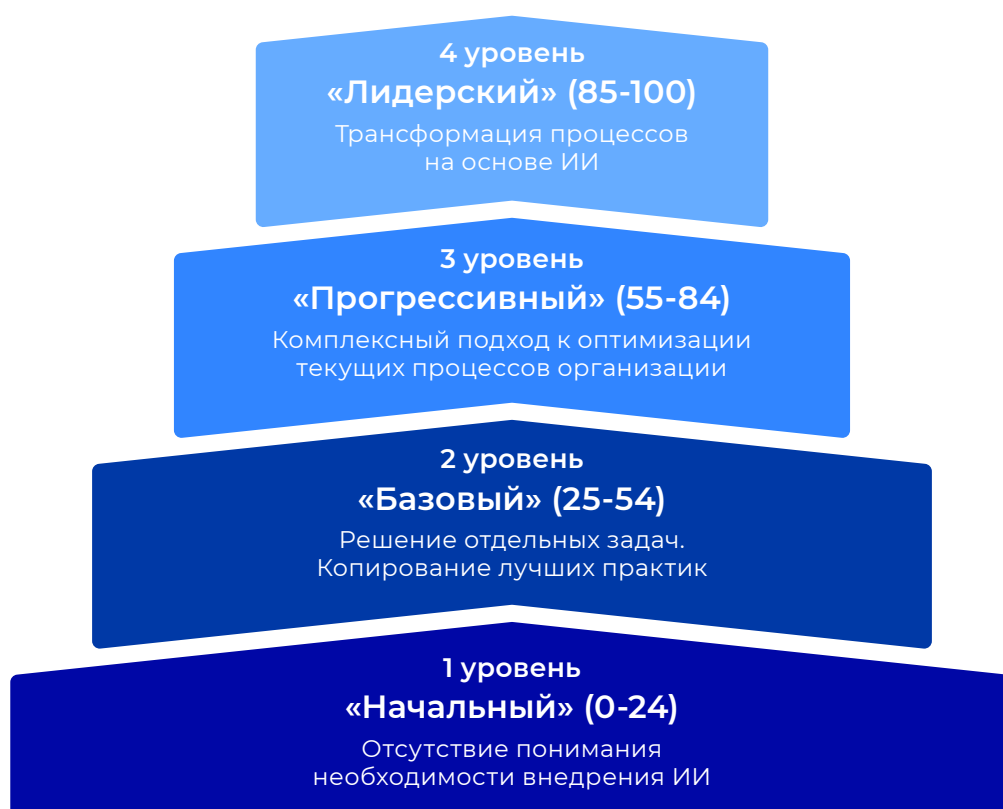 4 уровень
«Лидерский» (85-100)
Трансформация процессов
на основе ИИ
3 уровень
«Прогрессивный» (55-84)
Комплексный подход к оптимизации
текущих процессов организации
2 уровень
«Базовый» (25-54)
Решение отдельных задач.
Копирование лучших практик
1 уровень
«Начальный» (0-24)
Отсутствие понимания
необходимости внедрения ИИ